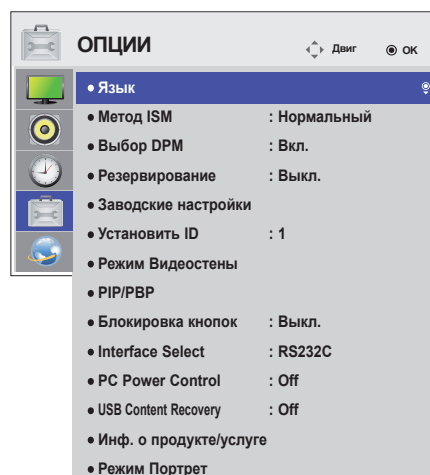 ОПЦИИ Двиг ОК
• Язык
• Метод ISM : Нормальный
• Выбор DPM : Вкл.
• Резервирование : Выкл.
• Заводские настройки
• Установить ID : 1
• Режим Видеостены
• PIP/PBP
• Блокировка кнопок : Выкл.
• Interface Select : RS232C
• PC Power Control : Off
• USB Content Recovery : Off
• Инф. о продукте/услуге
• Режим Портрет